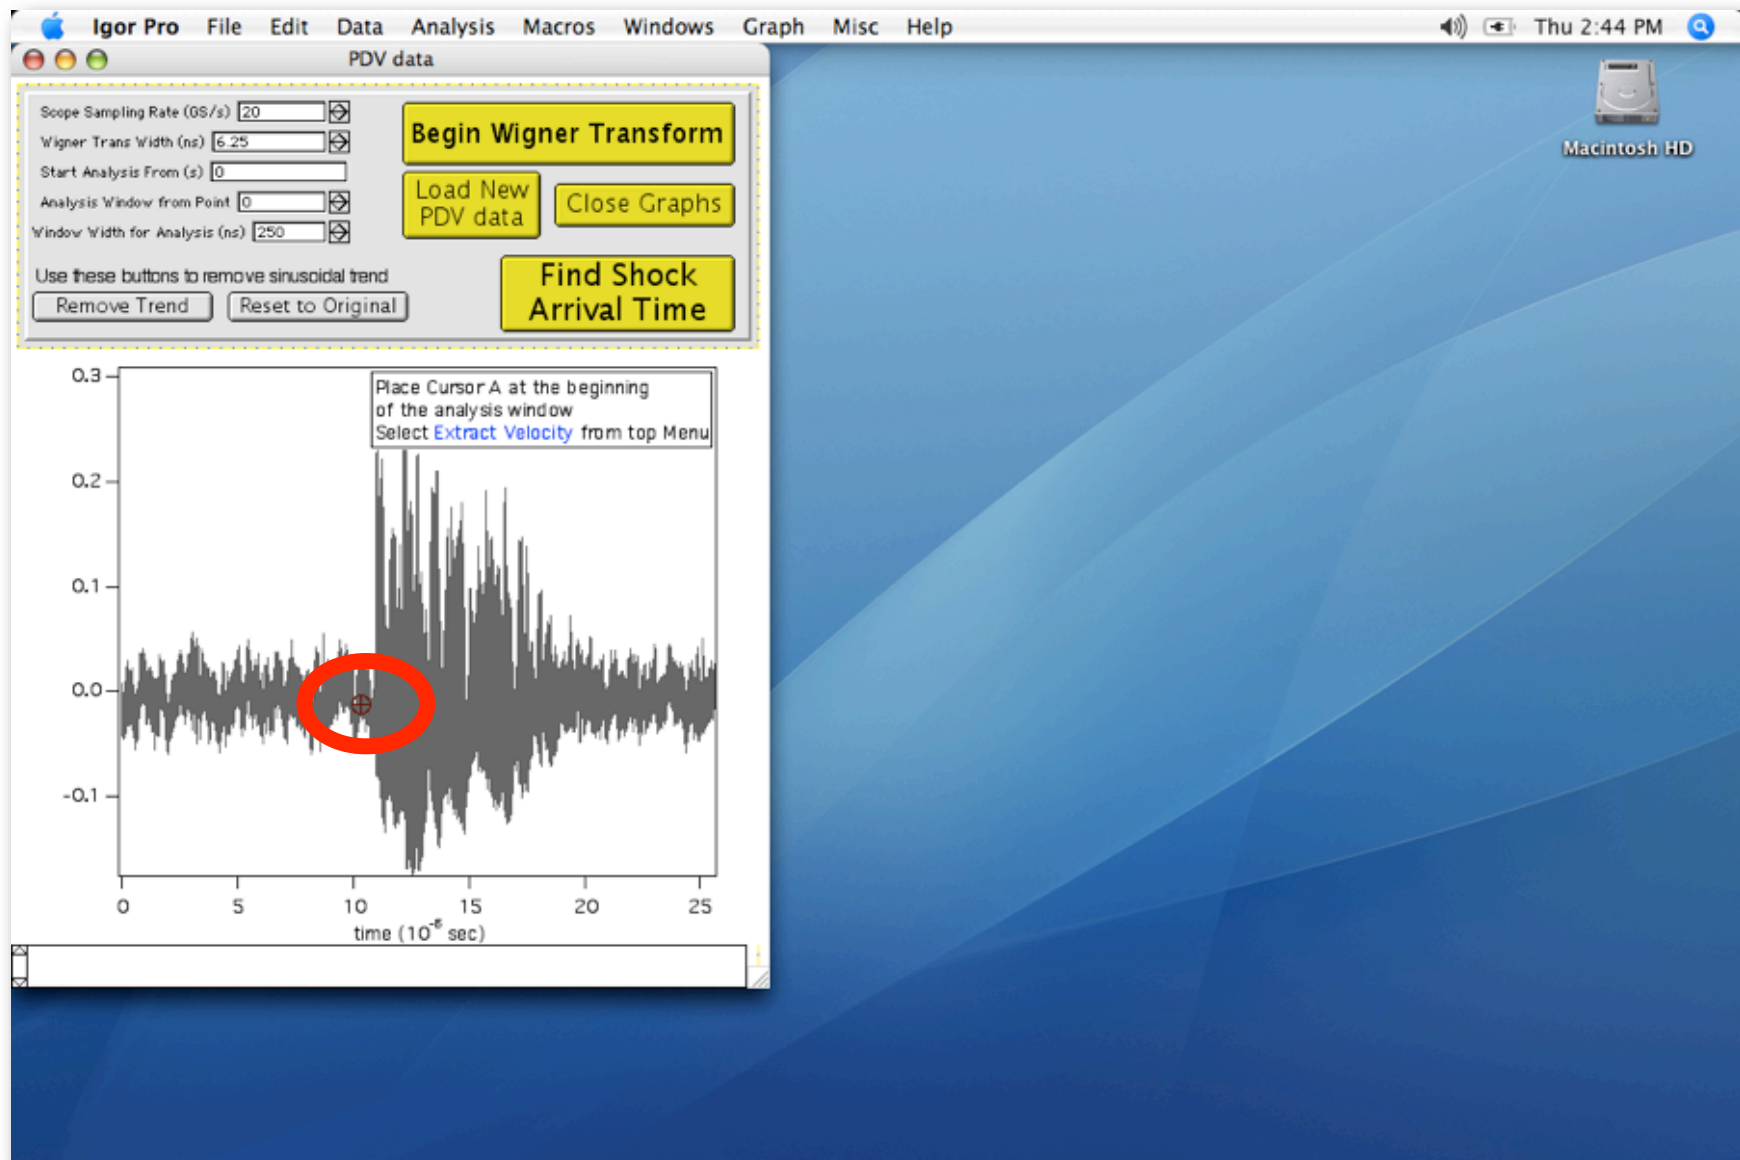 Igor Pro File Edit Data Analysis Macros Windows Graph Misc Help Thu 2:44 PM
PDV data
Macintosh HD
Scope Sampling Rate (GS/s) 20
Wigner Trans Width (ns) 6.25
Start Analysis From (s) 0
Analysis Window from Point 0
Window Width for Analysis (ns) 250
Begin Wigner Transform
Load New
PDV data
Close Graphs
Use these buttons to remove sinusoidal trend
Remove Trend Reset to Original
Find Shock
Arrival Time
Place Cursor A at the beginning
of the analysis window
Select Extract Velocity from top Menu
0.3
0.2
0.1
0.0
-0.1
0 5 10 15 20 25
time (10 sec)